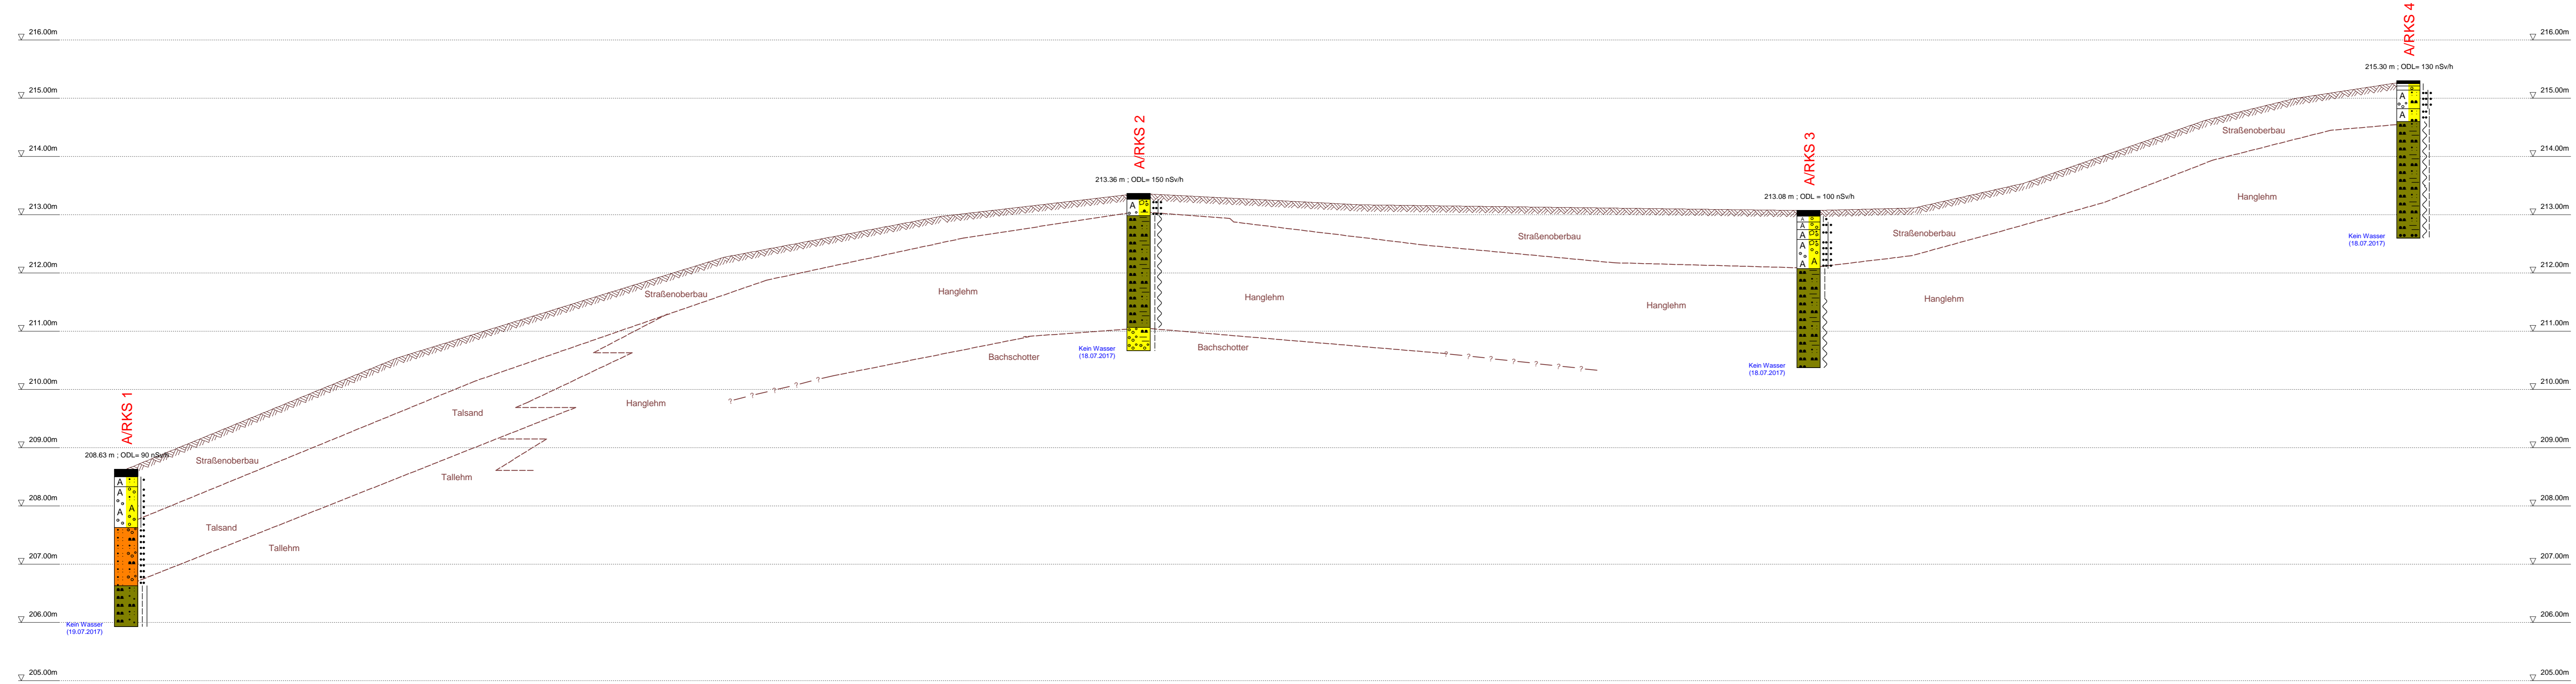 A/RKS 4
216.00m
216.00m
215.30 m ; ODL= 130 nSv/h
215.00m
215.00m
A
A
Straßenoberbau
A/RKS 2
A/RKS 3
214.00m
214.00m
213.36 m ; ODL= 150 nSv/h
213.08 m ; ODL = 100 nSv/h
Hanglehm
A
213.00m
213.00m
A
A
A
A
A
A
Straßenoberbau
Straßenoberbau
Kein Wasser
(18.07.2017)
212.00m
212.00m
Straßenoberbau
Hanglehm
Hanglehm
Hanglehm
Hanglehm
211.00m
211.00m
Kein Wasser
(18.07.2017)
Bachschotter
Bachschotter
? ? ? ? ? ? ?
Kein Wasser
(18.07.2017)
210.00m
210.00m
? ? ? ? ?
Hanglehm
Talsand
A/RKS 1
209.00m
209.00m
208.63 m ; ODL= 90 nSv/h
Straßenoberbau
Tallehm
A
A
A
A
208.00m
208.00m
Talsand
Tallehm
207.00m
207.00m
206.00m
206.00m
Kein Wasser
(19.07.2017)
205.00m
205.00m